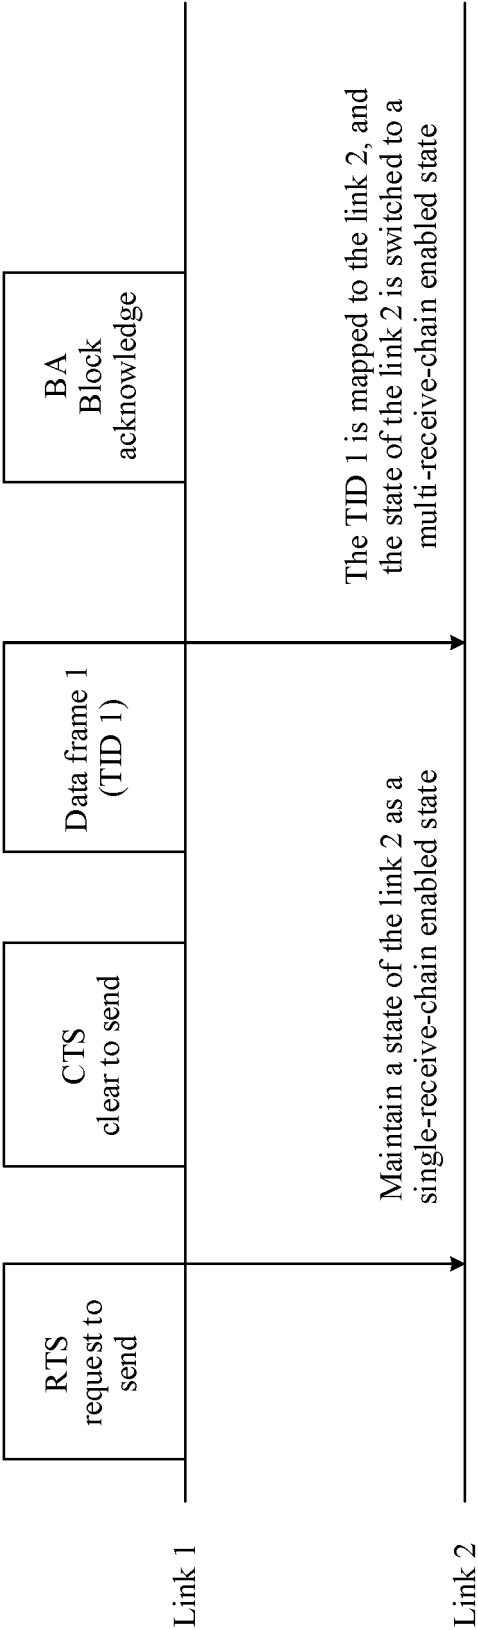 RTS
request to
send
CTS
clear to send
Data frame 1
(TID 1)
BA
Block
acknowledge
Link 1
Maintain a state of the link 2 as a
single-receive-chain enabled state
The TID 1 is mapped to the link 2, and
the state of the link 2 is switched to a
multi-receive-chain enabled state
Link 2